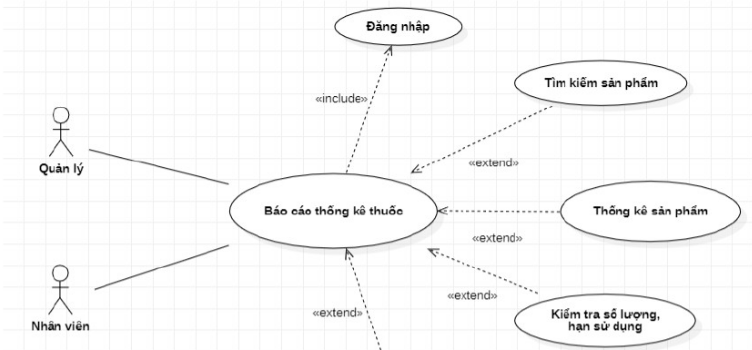 Đăng nhập
«include»
Tìm kiếm sản phẩm
«extend»
Quản lý
Báo cáo thống kê thuốc
Thống kê sản phẩm
«extend»
«extend»
Kiểm tra số lượng,
hạn sử dụng
«extend»
Nhân viên